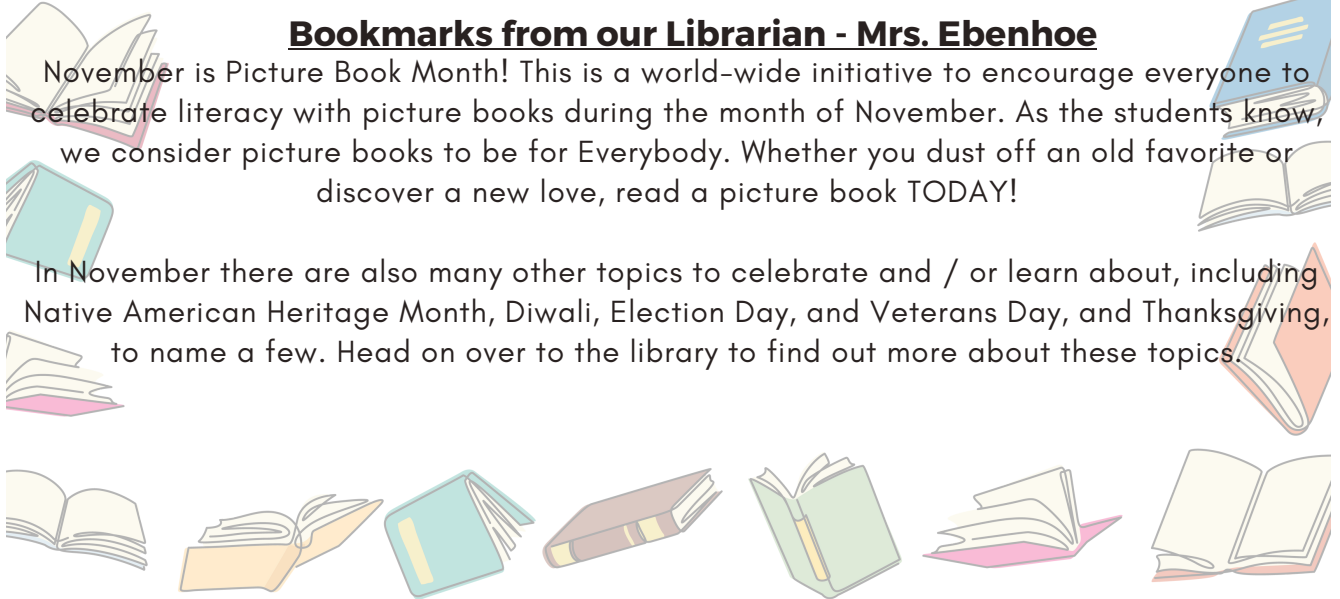 Bookmarks from our Librarian - Mrs. Ebenhoe
November is Picture Book Month! This is a world-wide initiative to encourage everyone to
celebrate literacy with picture books during the month of November. As the students know,
we consider picture books to be for Everybody. Whether you dust off an old favorite or
discover a new love, read a picture book TODAY!
In November there are also many other topics to celebrate and / or learn about, including
Native American Heritage Month, Diwali, Election Day, and Veterans Day, and Thanksgiving,
to name a few. Head on over to the library to find out more about these topics.